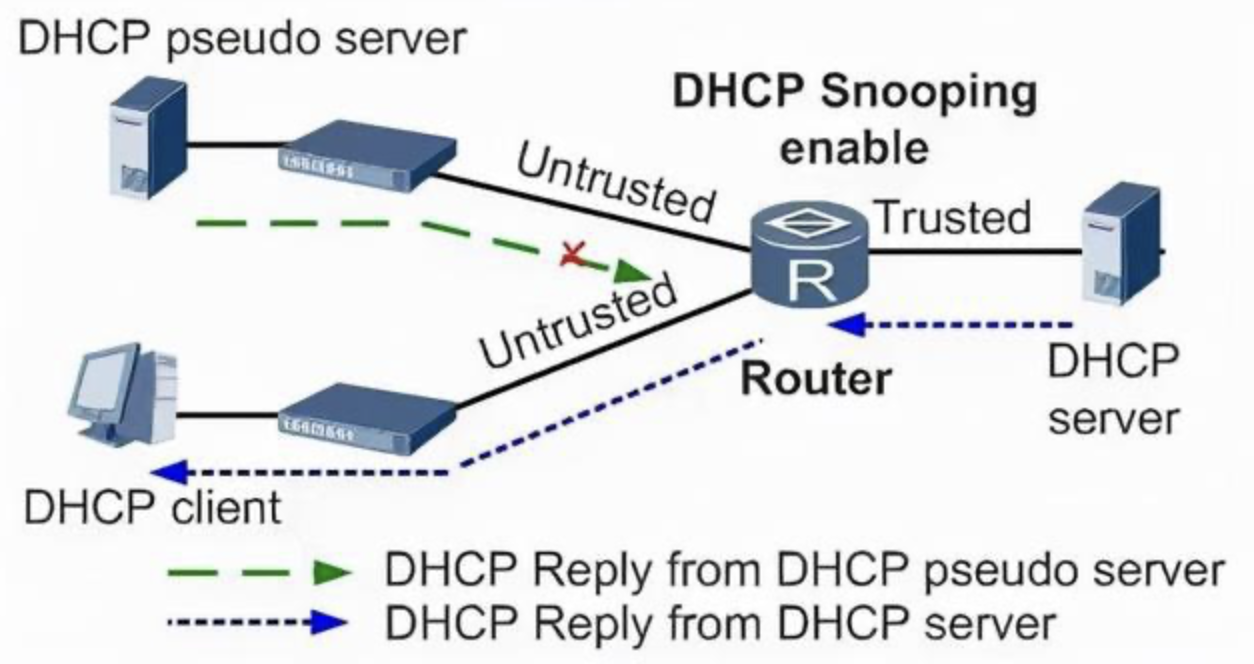 DHCP pseudo server
DHCP Snooping
enable
Untrusted
Trusted
R
Untrusted
Router
DHCP
server
DHCP client
DHCP Reply from DHCP pseudo server
DHCP Reply from DHCP server